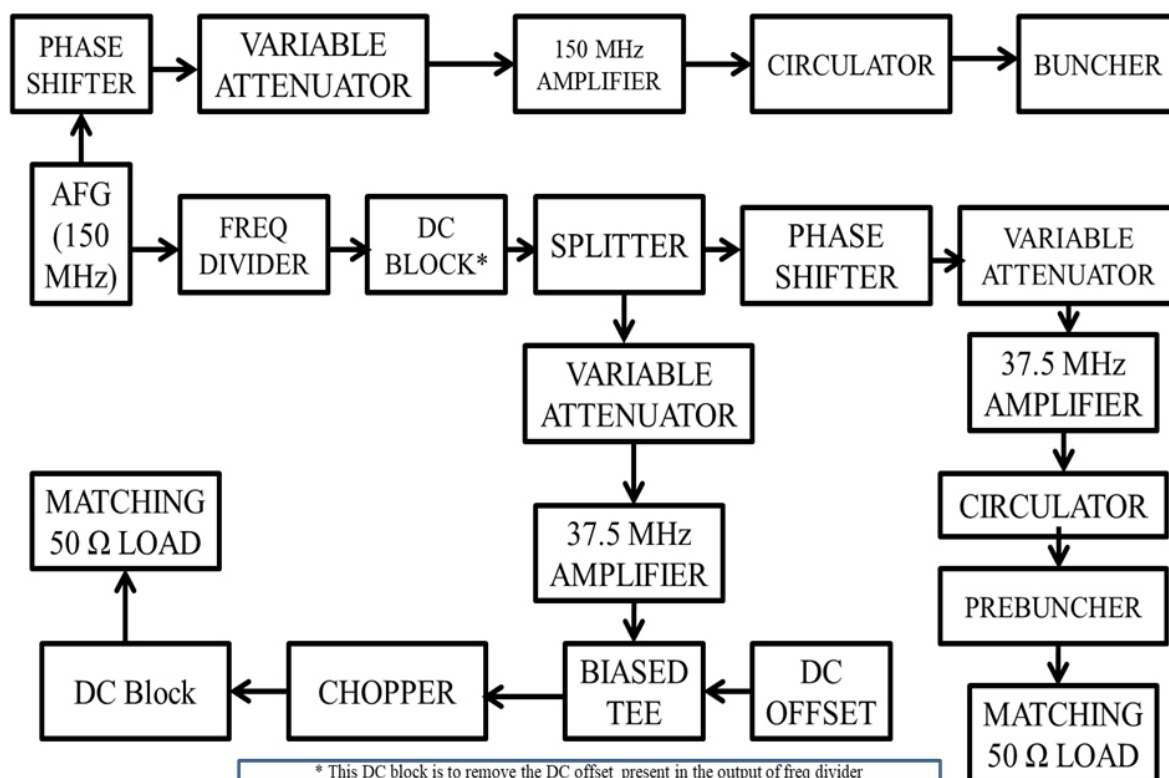 PHASE
SHIFTER
VARIABLE
ATTENUATOR
150 MHz
AMPLIFIER
CIRCULATOR
BUNCHER
AFG
(150
MHz)
FREQ
DIVIDER
DC
BLOCK*
SPLITTER
PHASE
SHIFTER
VARIABLE
ATTENUATOR
VARIABLE
ATTENUATOR
37.5 MHz
AMPLIFIER
MATCHING
50 Ω LOAD
37.5 MHz
AMPLIFIER
CIRCULATOR
PREBUNCHER
DC Block
CHOPPER
BIASED
TEE
DC
OFFSET
MATCHING
50 Ω LOAD
* This DC block is to remove the DC offset present in the output of freq divider